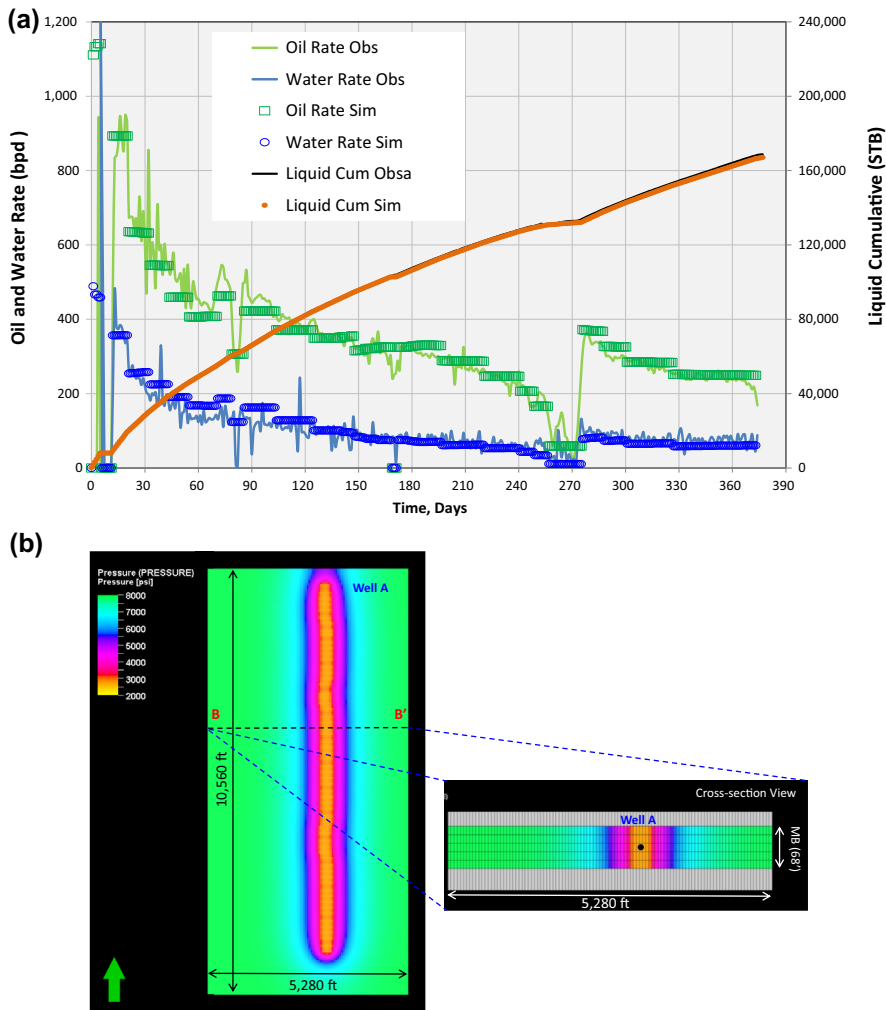 (a)
1,200
1,000
800
600
400
200
0
Oil and Water Rate (bpd)
Oil Rate Obs
Water Rate Obs
Oil Rate Sim
Water Rate Sim
Liquid Cum Obsa
Liquid Cum Sim
240,000
200,000
160,000
120,000
80,000
40,000
0
Liquid Cumulative (STB)
0 30 60 90 120 150 180 210 240 270 300 330 360 390
Time, Days
(b)
Pressure (PRESSURE)
Pressure [psi]
8000
7000
6000
5000
4000
3000
2000
Well A
B
B'
10,560 ft
5,280 ft
Cross-section View
Well A
MB (68')
5,280 ft